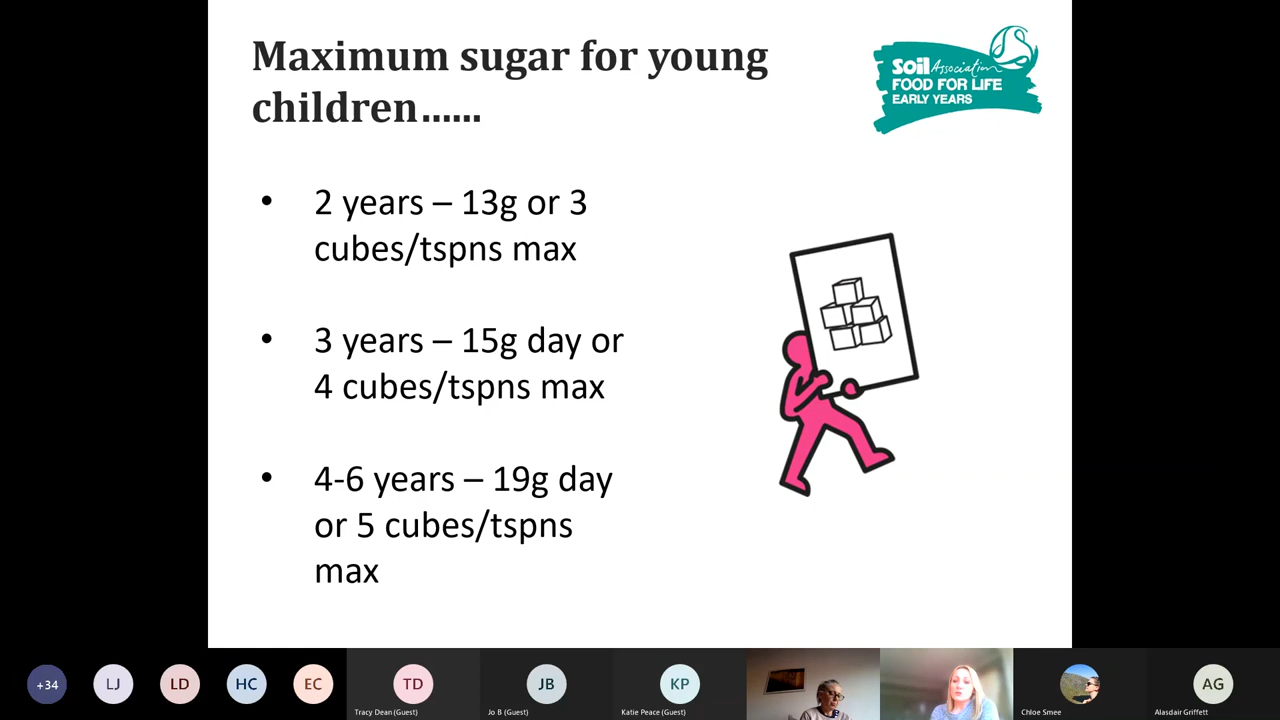 Maximum sugar for young
children......
Soil Association
FOOD FOR LIFE
EARLY YEARS
• 2 years – 13g or 3
cubes/tspns max
• 3 years – 15g day or
4 cubes/tspns max
• 4-6 years – 19g day
or 5 cubes/tspns
max
+34
LJ
LD
HC
EC
TD
JB
KP
AG
Tracy Dean (Guest)
Jo B (Guest)
Katie Peace (Guest)
Chloe Smee
Alasdair Griffett